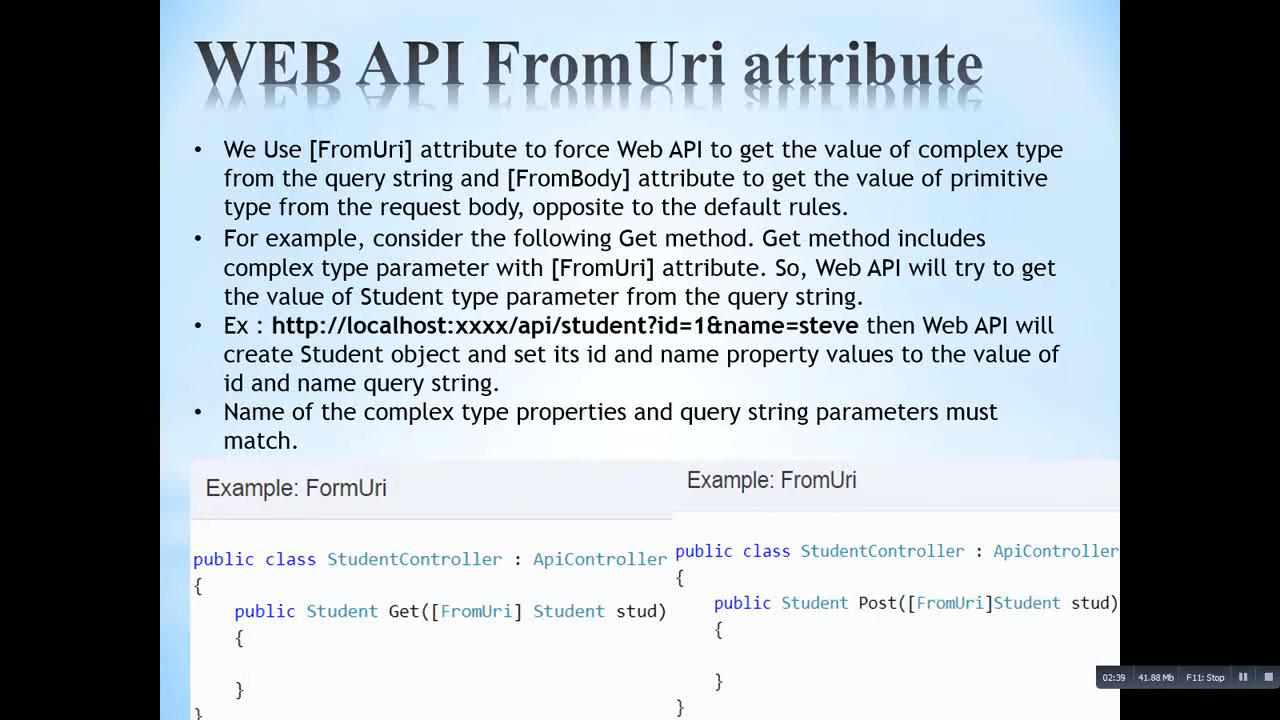 WEB API FromUri attribute
• We Use [FromUri] attribute to force Web API to get the value of complex type
from the query string and [FromBody] attribute to get the value of primitive
type from the request body, opposite to the default rules.
• For example, consider the following Get method. Get method includes
complex type parameter with [FromUri] attribute. So, Web API will try to get
the value of Student type parameter from the query string.
• Ex : http://localhost:xxxx/api/student?id=1&name=steve then Web API will
create Student object and set its id and name property values to the value of
id and name query string.
• Name of the complex type properties and query string parameters must
match.
Example: FormUri
public class StudentController : ApiController
{
public Student Get([FromUri] Student stud)
{
}
}
Example: FromUri
public class StudentController : ApiController
{
public Student Post([FromUri]Student stud)
{
}
}
02:39 41.88 Mb F11: Stop